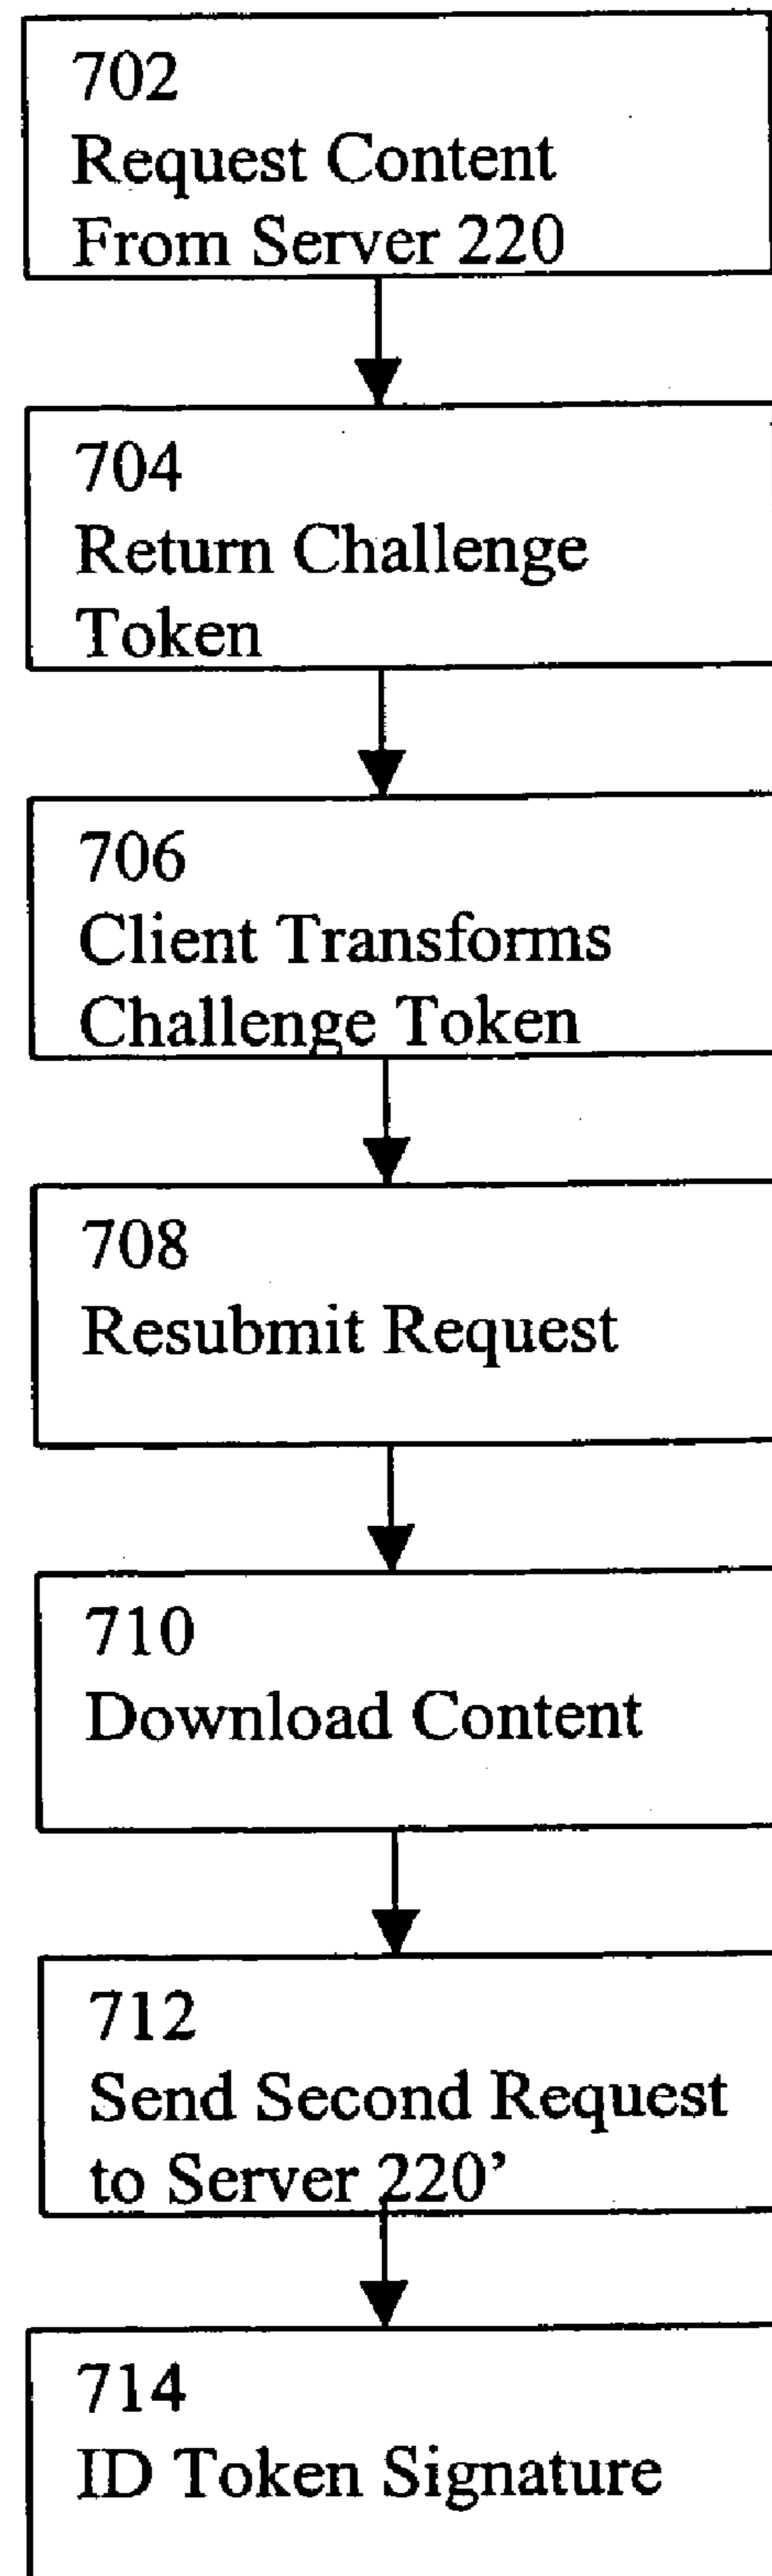 702
Request Content
From Server 220
704
Return Challenge
Token
706
Client Transforms
Challenge Token
708
Resubmit Request
710
Download Content
712
Send Second Request
to Server 220’
714
ID Token Signature